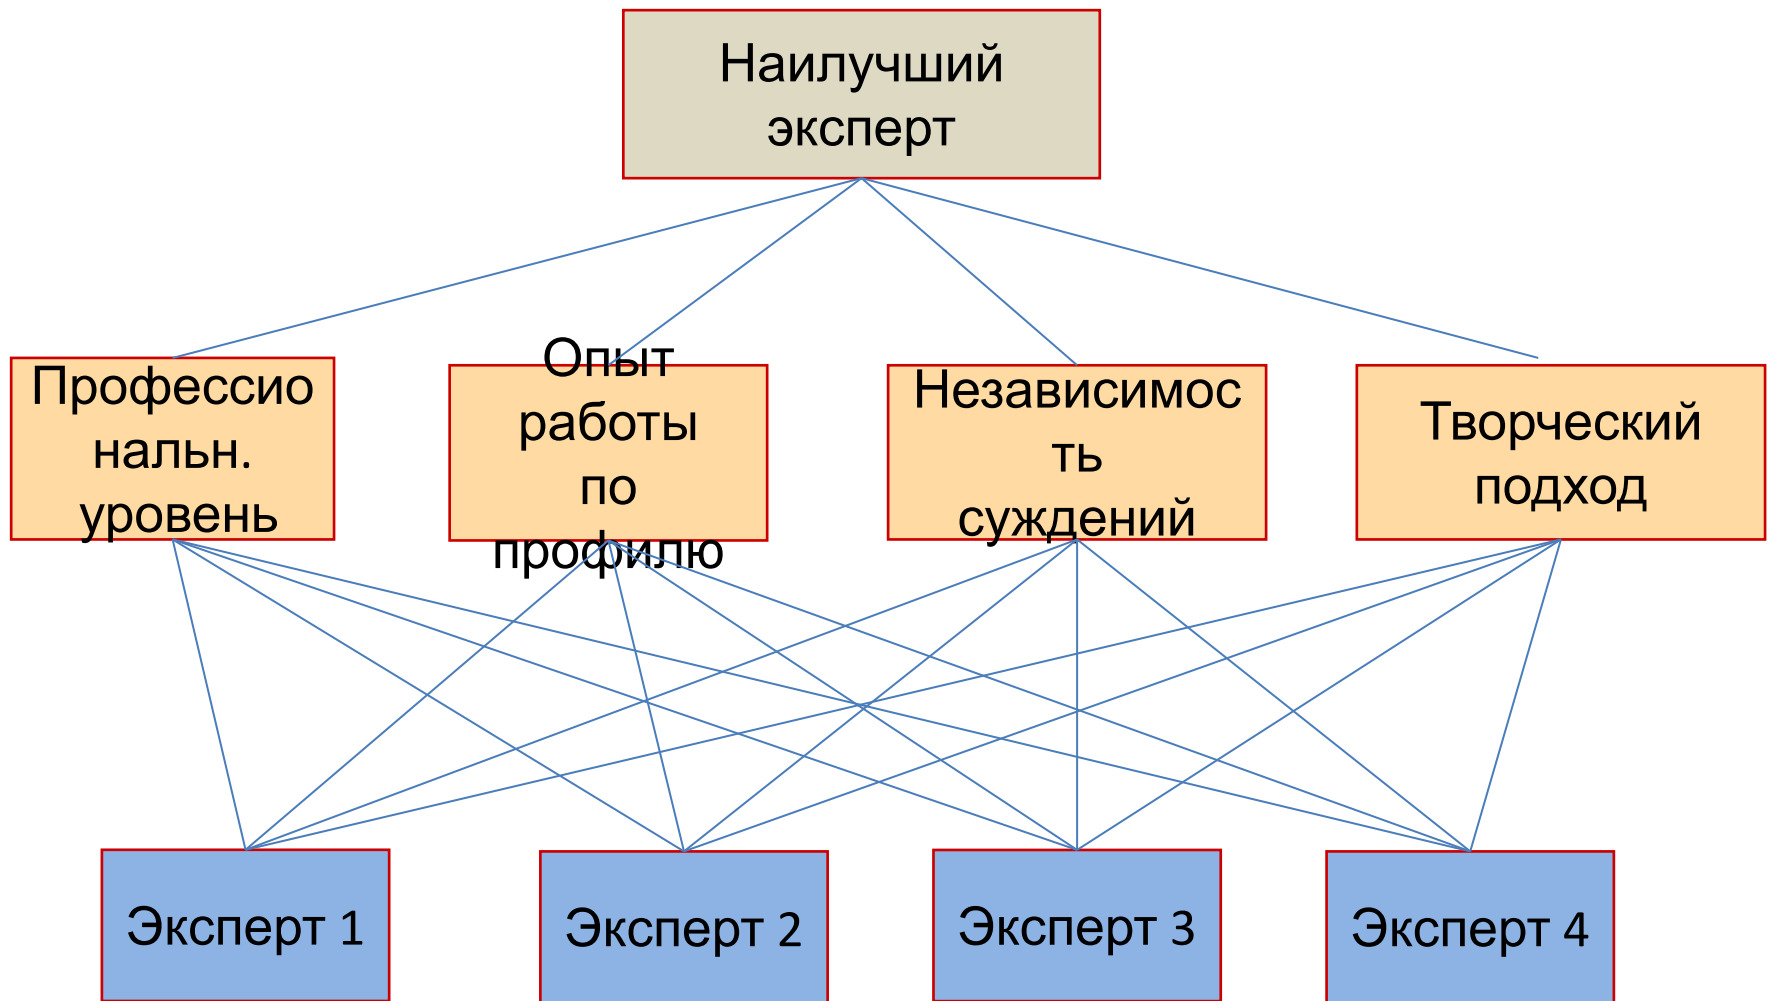 Наилучший
эксперт
Профессио
нальн.
уровень
Опыт
работы
по
профилю
Независимос
ть
суждений
Творческий
подход
Эксперт 1
Эксперт 2
Эксперт 3
Эксперт 4